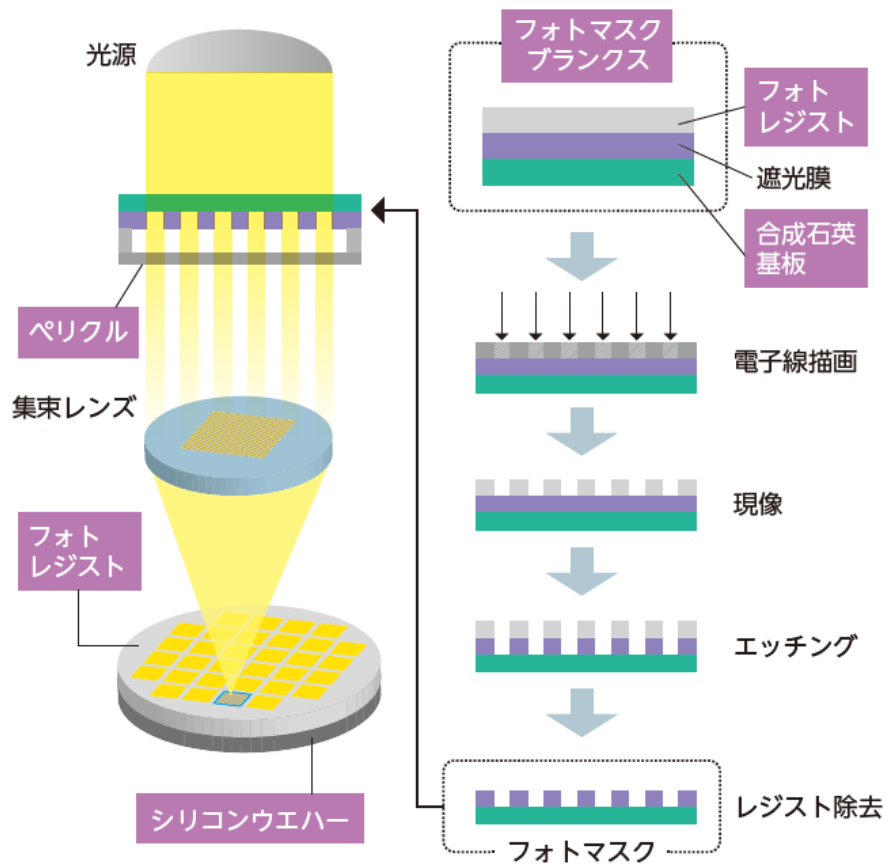 光源
ペリクル
集束レンズ
フォト
レジスト
シリコンウエハー
フォトマスク
ブランクス
フォト
レジスト
遮光膜
合成石英
基板
電子線描画
現像
エッチング
レジスト除去
フォトマスク